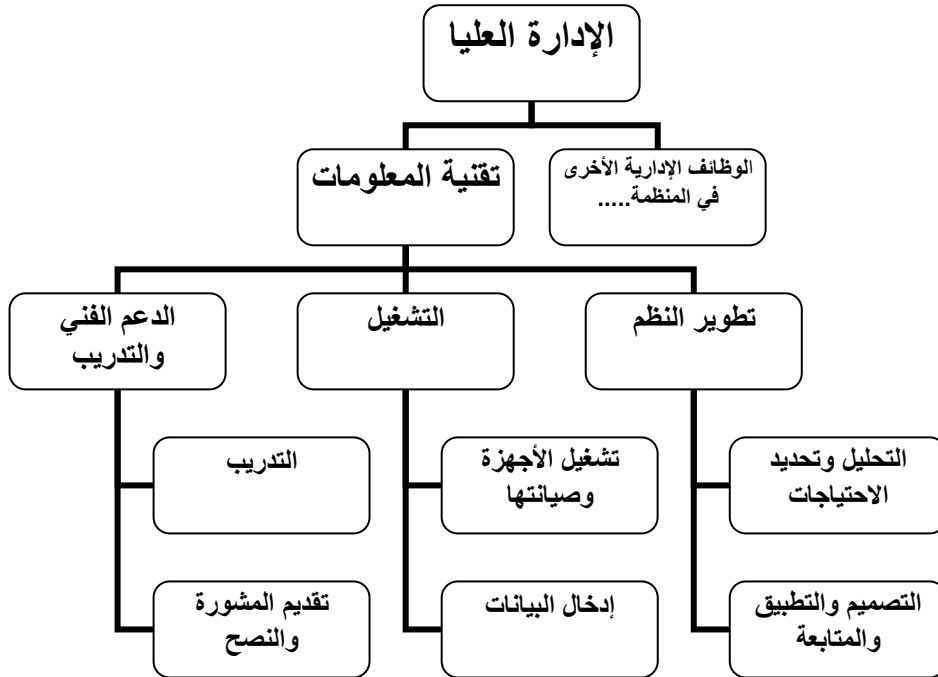 الإدارة العليا
الوظائف الإدارية الأخرى
في المنظمة.....
تقنية المعلومات
تطوير النظم
التشغيل
الدعم الفني
والتدريب
التحليل وتحديد
الاحتياجات
تشغيل الأجهزة
وصيانتها
التدريب
التصميم والتطبيق
والمتابعة
إدخال البيانات
تقديم المشورة
والنصح